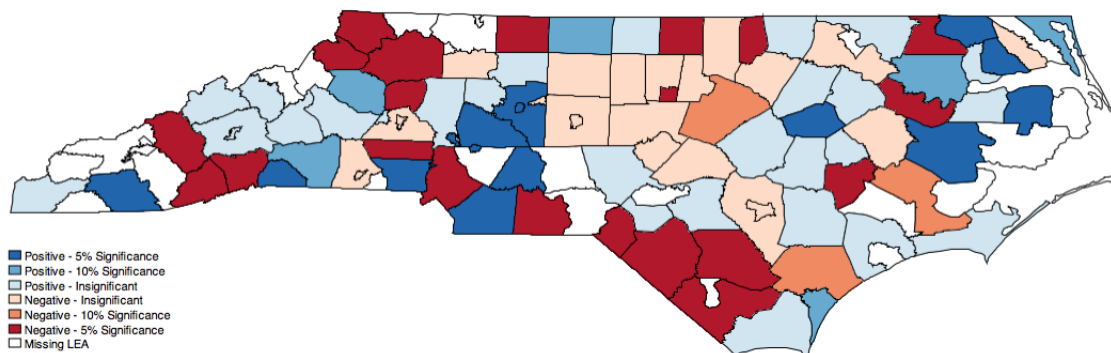 Positive - 5% Significance
Positive - 10% Significance
Positive - Insignificant
Negative - Insignificant
Negative - 10% Significance
Negative - 5% Significance
Missing LEA